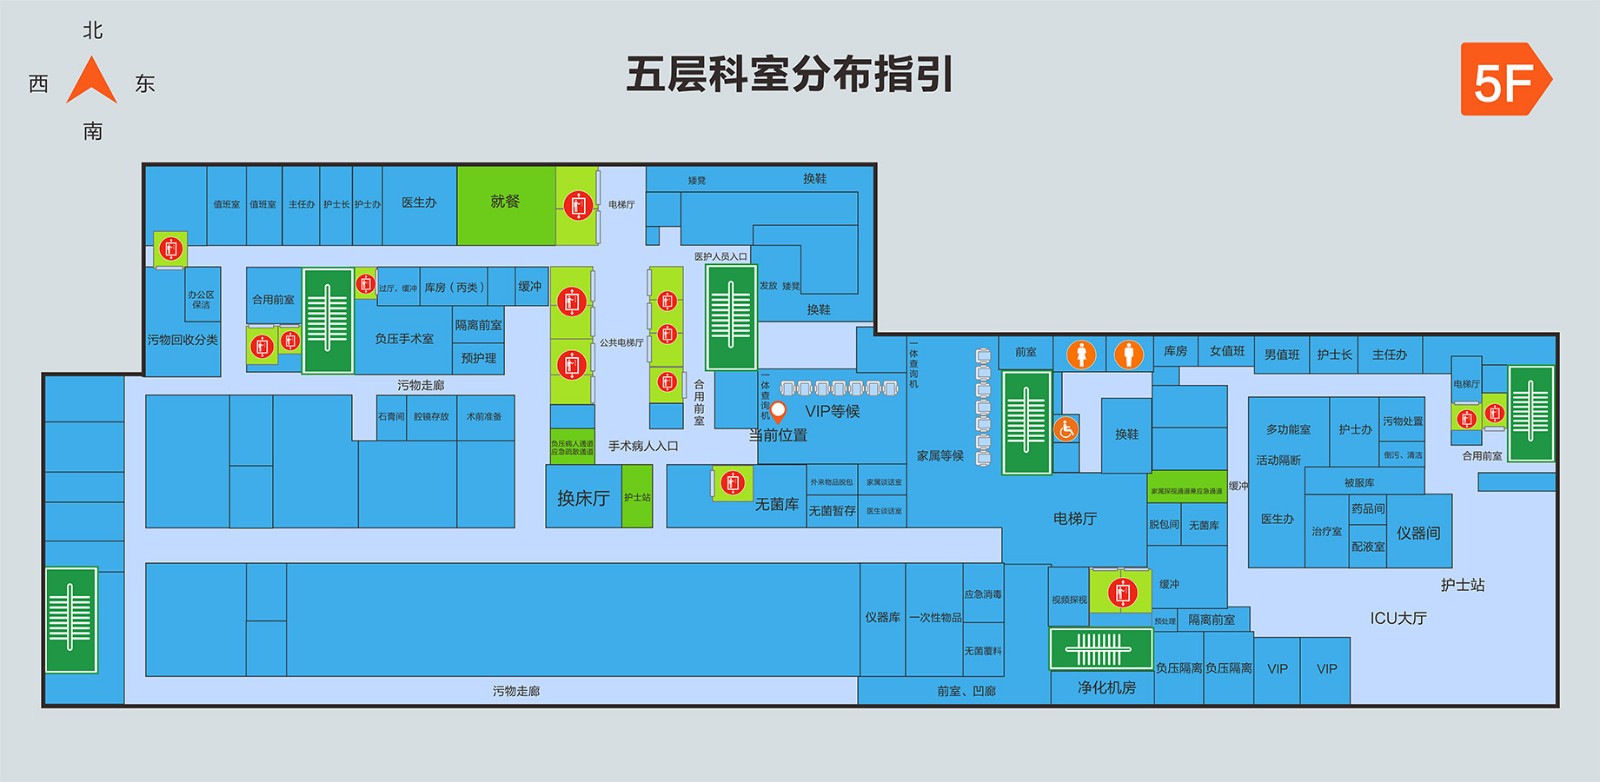 北
西
东
南
五层科室分布指引
5F
值班室
值班室
主任办
护士长
护士办
医生办
就餐
电梯厅
矮凳
换鞋
医护人员入口
发放
矮凳
换鞋
办公区
保洁
污物回收分类
合用前室
过厅、缓冲
库房（丙类）
缓冲
负压手术室
隔离前室
预护理
污物走廊
公共电梯厅
合用前室
石膏间
腔镜存放
术前准备
负压病人通道
应急疏散通道
手术病人入口
换床厅
护士站
一体查询机
VIP等候
当前位置
一体查询机
家属等候
无菌库
外来物品脱包
家属谈话室
无菌暂存
医生谈话室
前室
库房
女值班
男值班
护士长
主任办
换鞋
电梯厅
合用前室
多功能室
护士办
污物处置
活动隔断
倒污、清洁
被服库
家属探视通道兼应急通道
缓冲
电梯厅
脱包间
无菌库
医生办
治疗室
药品间
配液室
仪器间
护士站
ICU大厅
仪器库
一次性物品
应急消毒
无菌覆料
视频探视
缓冲
预处理
隔离前室
负压隔离
负压隔离
VIP
VIP
净化机房
污物走廊
前室、凹廊